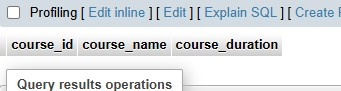 Profiling [ Edit inline ] [ Edit ] [ Explain SQL ] [ Create
course_id course_name course_duration
Query results operations